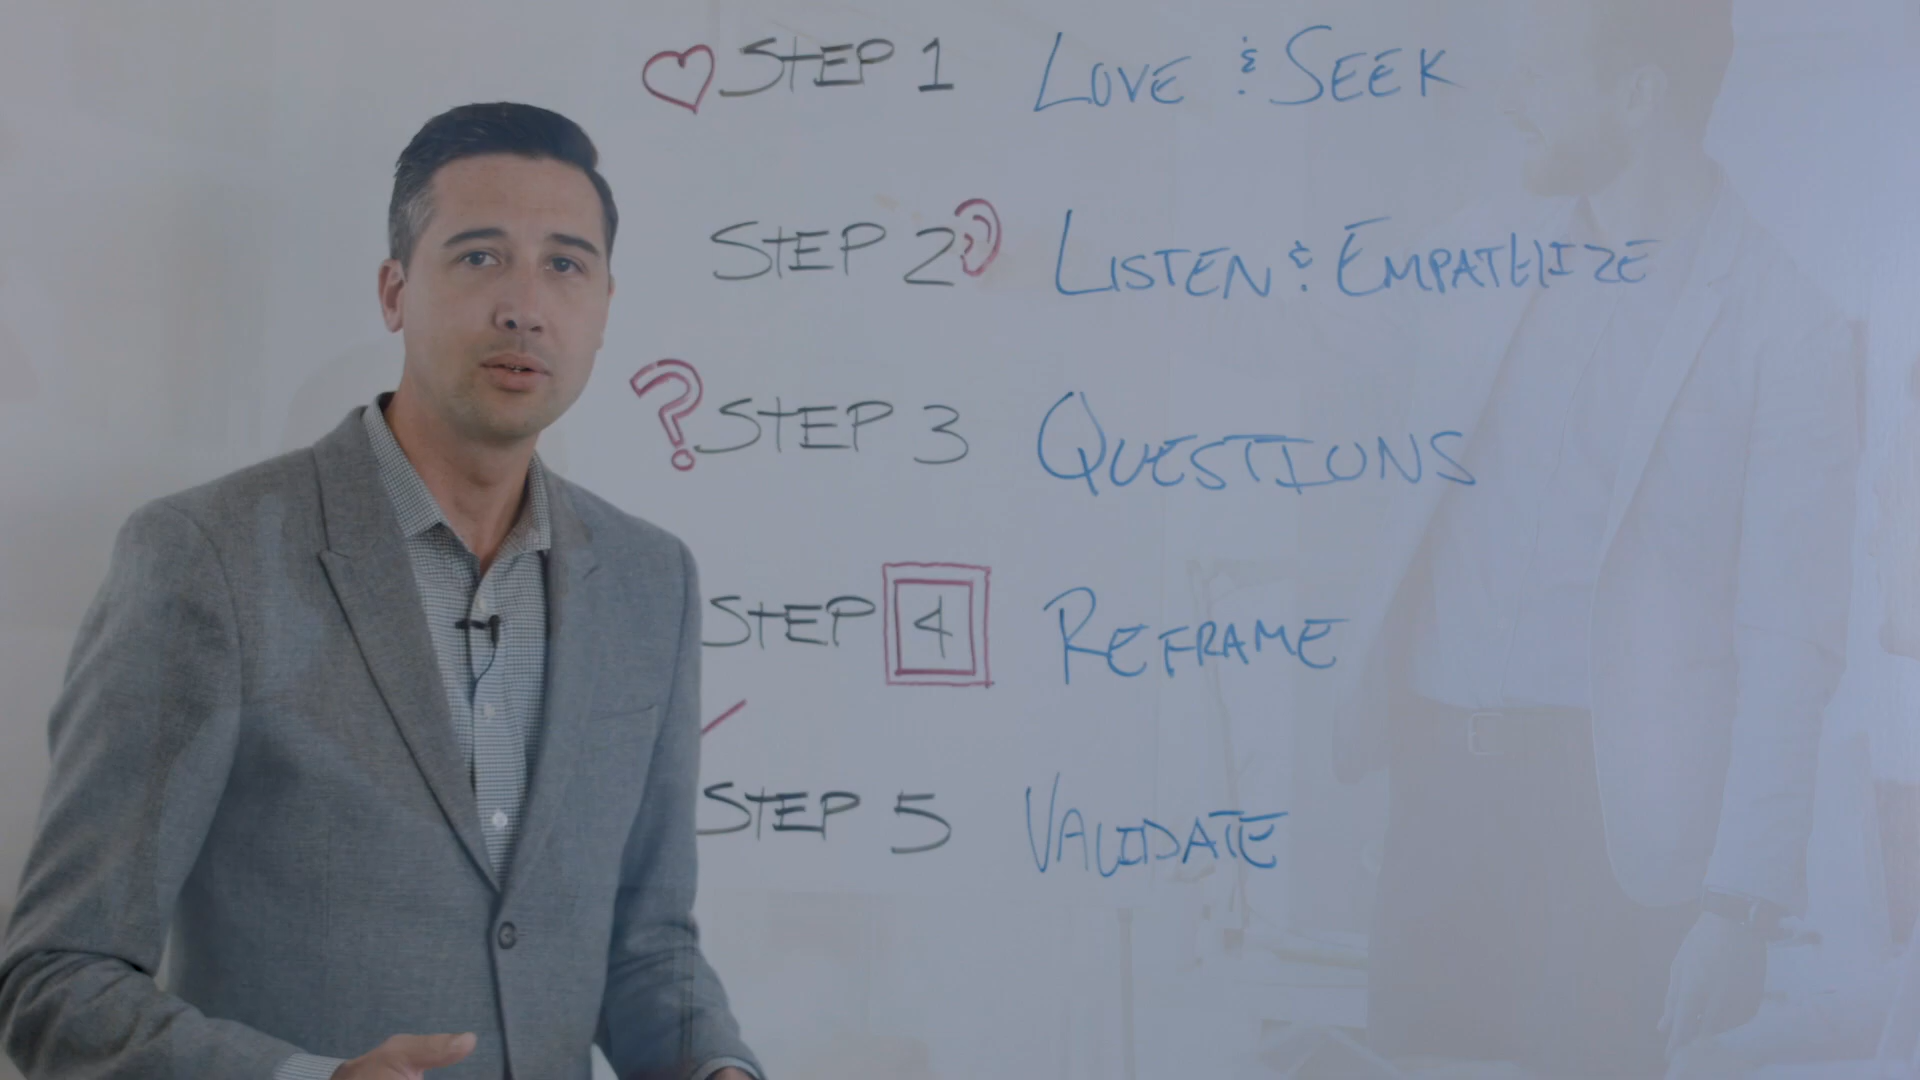 STEP 1 LOVE & SEEK
STEP 2 LISTEN & EMPATHIZE
? STEP 3 QUESTIONS
STEP 4 REFRAME
STEP 5 VALIDATE